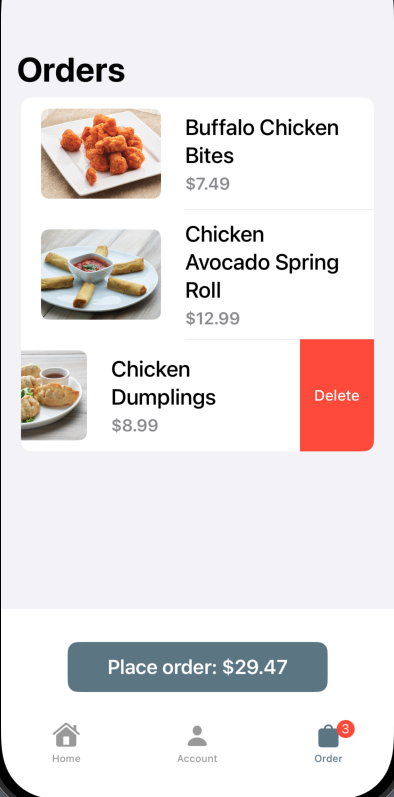 Orders
Buffalo Chicken
Bites
$7.49
Chicken
Avocado Spring
Roll
$12.99
Chicken
Dumplings
$8.99
Delete
Place order: $29.47
3
Home
Account
Order